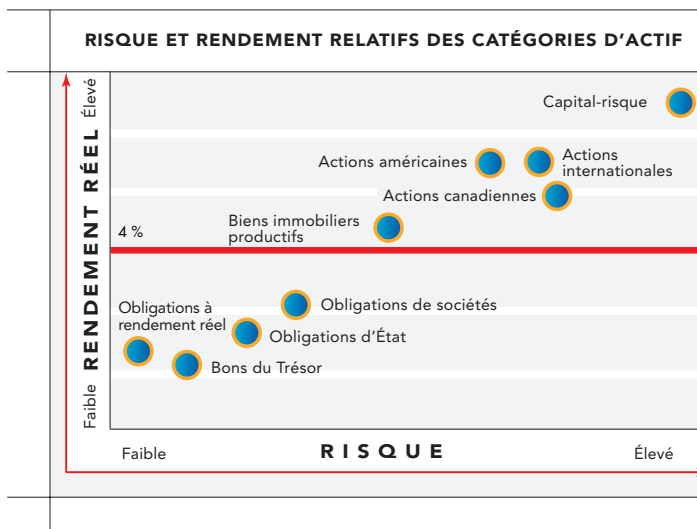 RISQUE ET RENDEMENT RELATIFS DES CATÉGORIES D’ACTIF
RENDEMENT RÉEL
Élevé
Faible
Capital-risque
Actions américaines
Actions
internationales
Actions canadiennes
Biens immobiliers
productifs
4 %
Obligations à
rendement réel
Obligations de sociétés
Obligations d’État
Bons du Trésor
Faible
RISQUE
Élevé